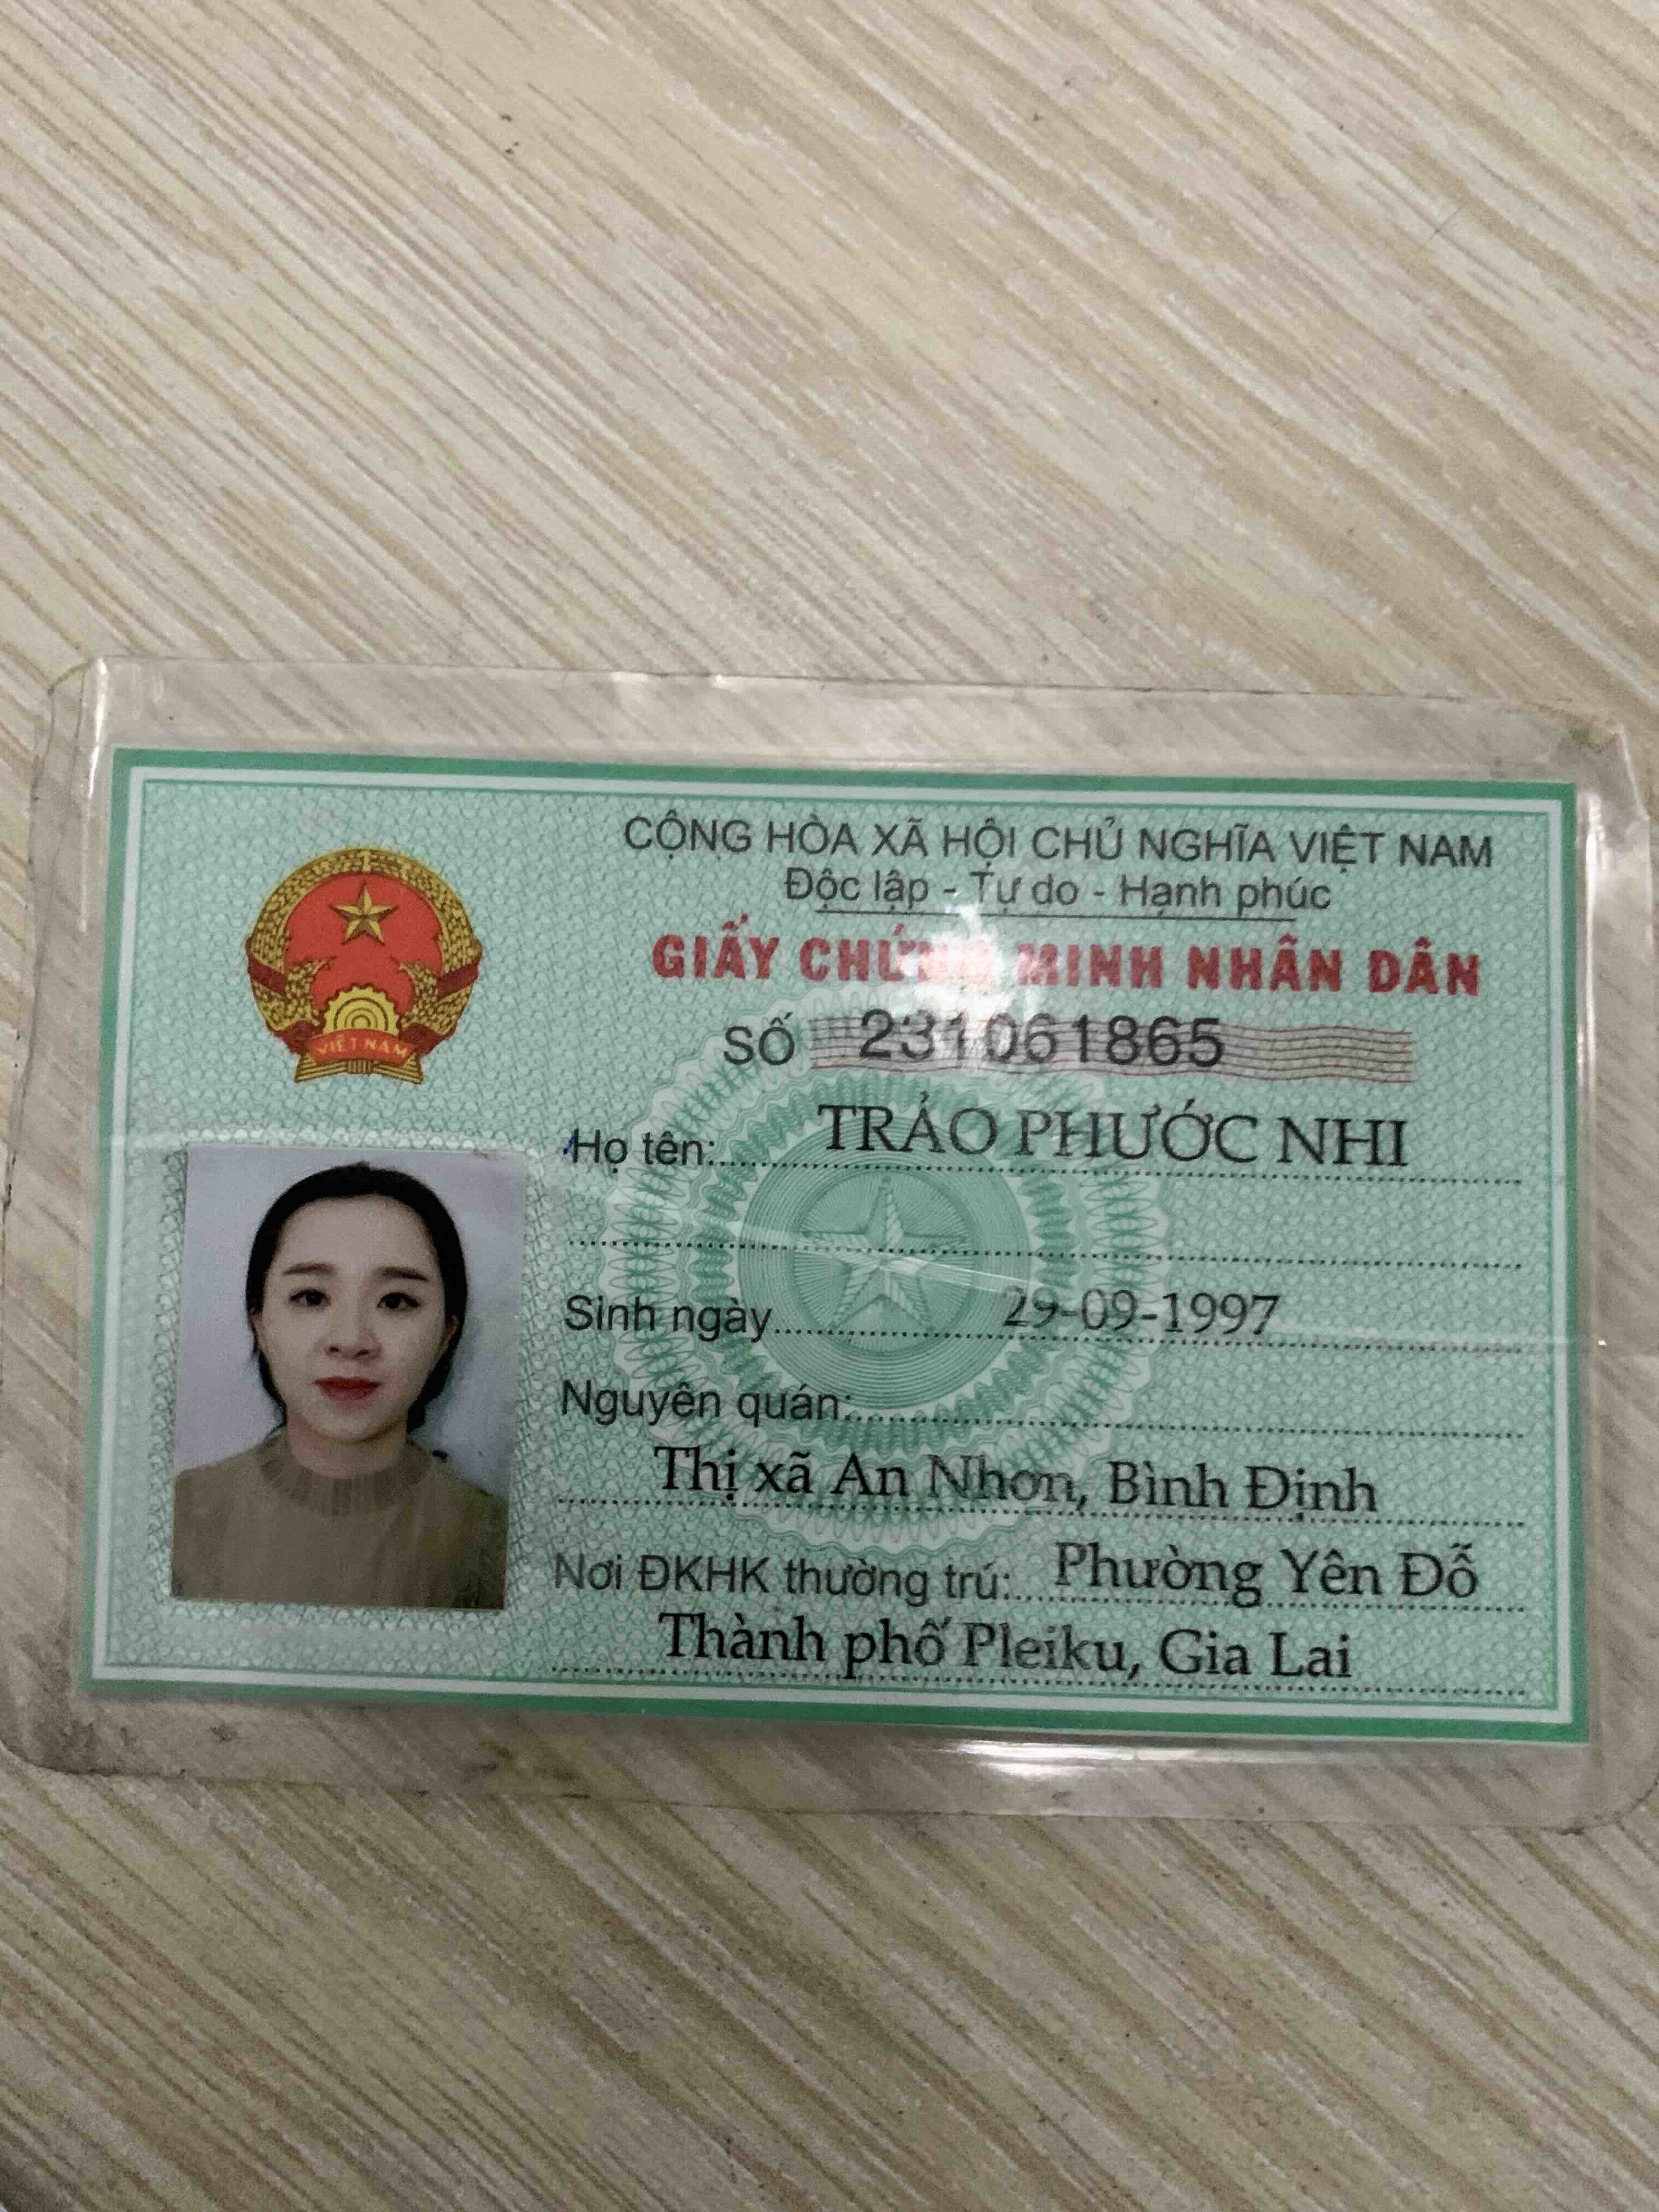 CỘNG HÒA XÃ HỘI CHỦ NGHĨA VIỆT NAM
Độc lập - Tự do - Hạnh phúc
GIẤY CHỨNG MINH NHÂN DÂN
SỐ 231061865
VIỆT NAM
Họ tên: TRẢO PHƯỚC NHI
Sinh ngày 29-09-1997
Nguyên quán:
Thị xã An Nhơn, Bình Định
Nơi ĐKHK thường trú: Phường Yên Đỗ
Thành phố Pleiku, Gia Lai